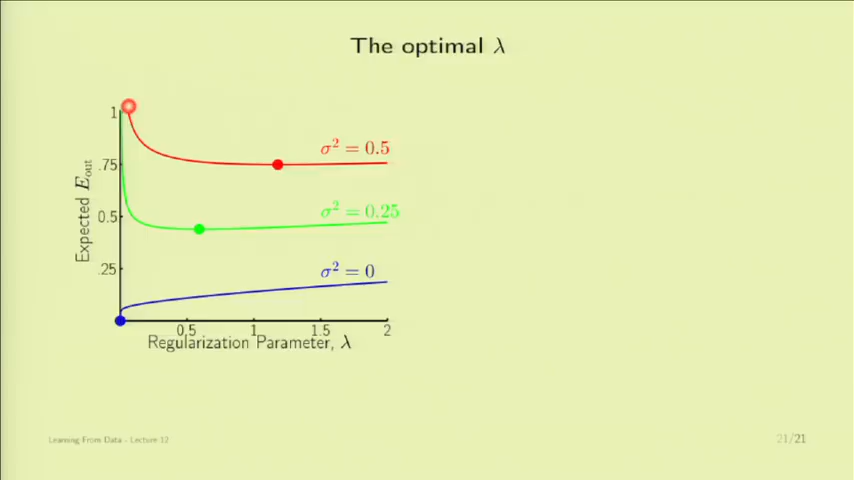 The optimal λ
1
.75
0.5
.25
Expected E_out
σ² = 0.5
σ² = 0.25
σ² = 0
0.5 1 1.5 2
Regularization Parameter, λ
Learning From Data - Lecture 12
21/21